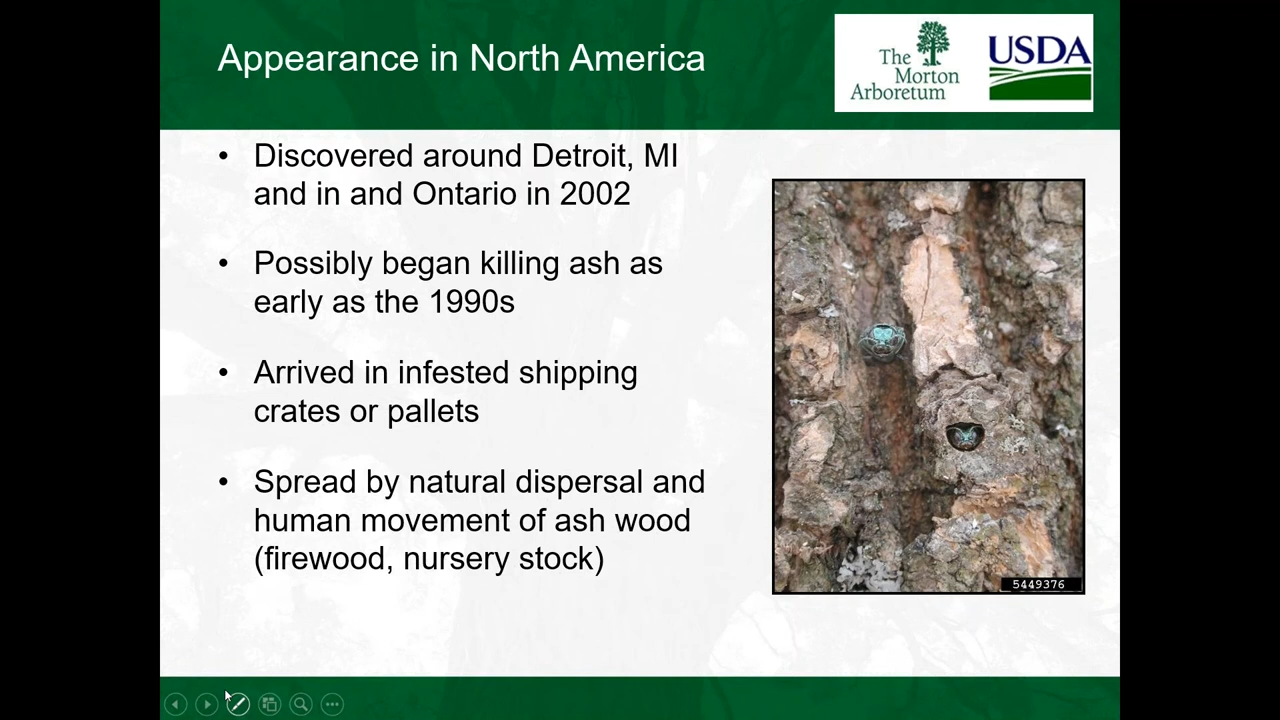 Appearance in North America
The
Morton
Arboretum
USDA
• Discovered around Detroit, MI
and in and Ontario in 2002
• Possibly began killing ash as
early as the 1990s
• Arrived in infested shipping
crates or pallets
• Spread by natural dispersal and
human movement of ash wood
(firewood, nursery stock)
5449376